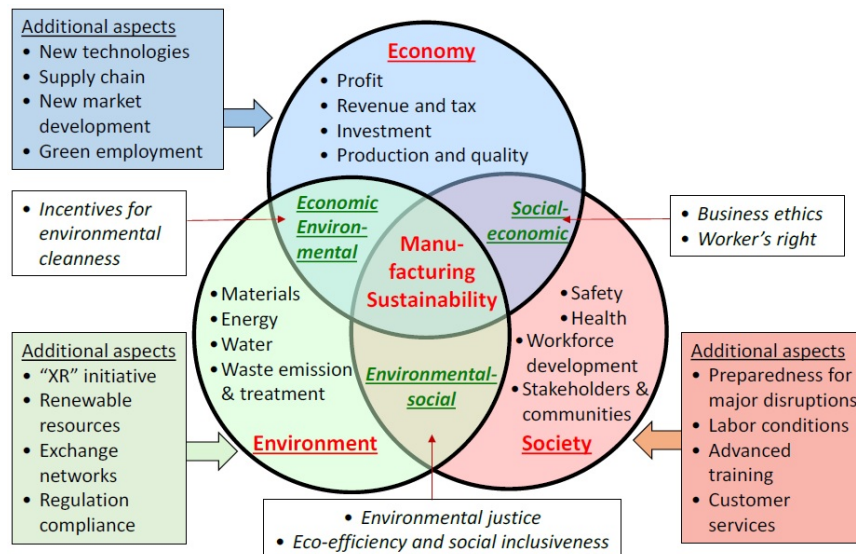 Additional aspects
• New technologies
• Supply chain
• New market
development
• Green employment
Economy
• Profit
• Revenue and tax
• Investment
• Production and quality
• Incentives for
environmental
cleanness
Economic
Environ-
mental
Social-
economic
• Business ethics
• Worker's right
Manu-
facturing
Sustainability
• Materials
• Energy
• Water
• Waste emission
& treatment
Environment
Environmental-
social
• Safety
• Health
• Workforce
development
• Stakeholders &
communities
Society
Additional aspects
• "XR" initiative
• Renewable
resources
• Exchange
networks
• Regulation
compliance
Additional aspects
• Preparedness for
major disruptions
• Labor conditions
• Advanced
training
• Customer
services
• Environmental justice
• Eco-efficiency and social inclusiveness